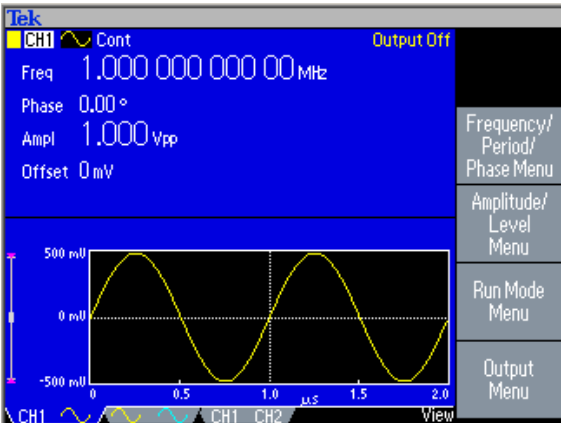 Tek
CH1 Cont Output Off
Freq 1.000 000 000 00 MHz
Phase 0.00 °
Ampl 1.000 Vpp
Offset 0 mV
Frequency/
Period/
Phase Menu
Amplitude/
Level
Menu
Run Mode
Menu
Output
Menu
500 mV
0 mV
-500 mV
0 0.5 1.0 1.5 2.0
µs
CH1 CH1 CH2 View